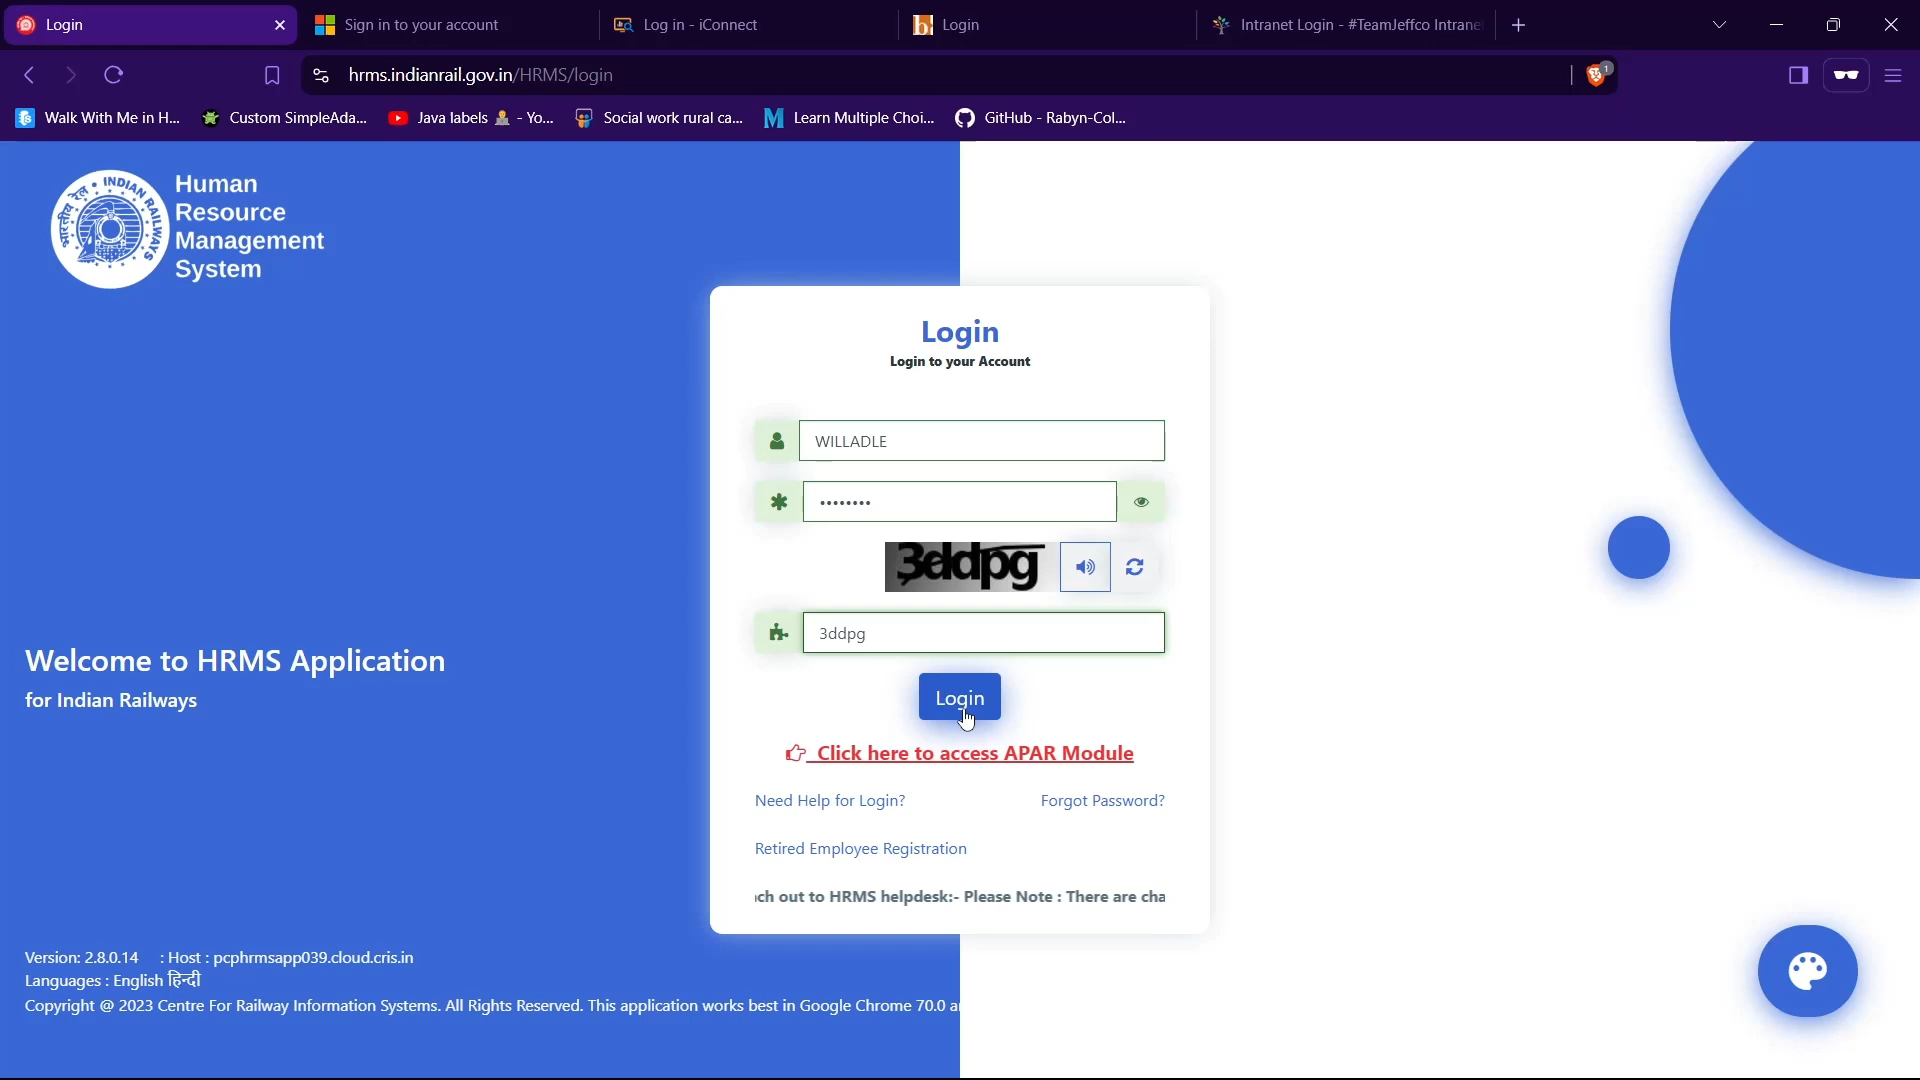 Login
Sign in to your account
Log in - iConnect
Login
Intranet Login - #TeamJeffco Intrane
hrms.indianrail.gov.in/HRMS/login
1
Walk With Me in H...
Custom SimpleAda...
Java labels - Yo...
Social work rural ca...
Learn Multiple Choi...
GitHub - Rabyn-Col...
भारतीय रेल • INDIAN RAILWAYS
Human
Resource
Management
System
Login
Login to your Account
WILLADLE
••••••••
3ddpg
3ddpg
Login
Click here to access APAR Module
Need Help for Login?
Forgot Password?
Retired Employee Registration
ch out to HRMS helpdesk:- Please Note : There are cha
Welcome to HRMS Application
for Indian Railways
Version: 2.8.0.14 : Host : pcphrmsapp039.cloud.cris.in
Languages : English हिन्दी
Copyright @ 2023 Centre For Railway Information Systems. All Rights Reserved. This application works best in Google Chrome 70.0 a